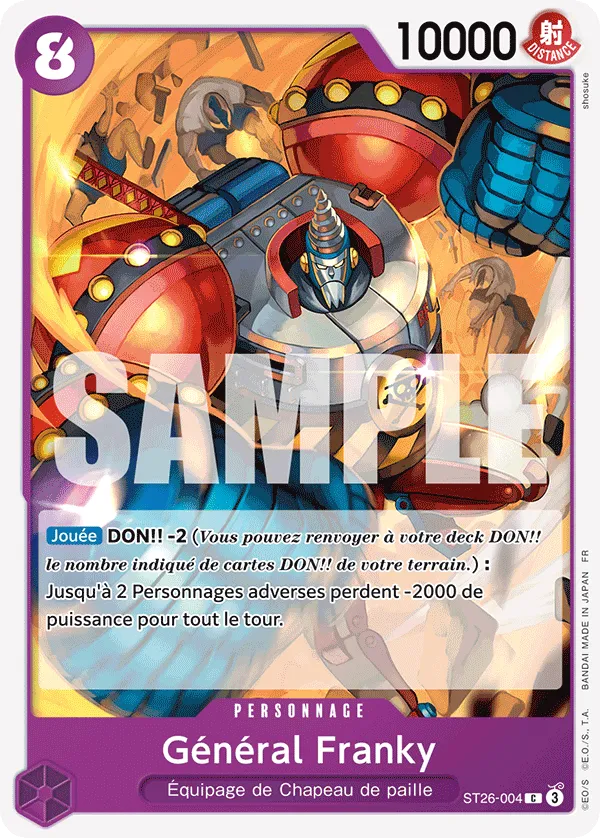 8
10000
射
DISTANCE
shosuke
SAMPLE
Jouée DON!! -2 (Vous pouvez renvoyer à votre deck DON!!
le nombre indiqué de cartes DON!! de votre terrain.) :
Jusqu'à 2 Personnages adverses perdent -2000 de
puissance pour tout le tour.
©EO/S ©E.O./S., T.A. BANDAI MADE IN JAPAN FR
PERSONNAGE
Général Franky
Équipage de Chapeau de paille
ST26-004 C 3